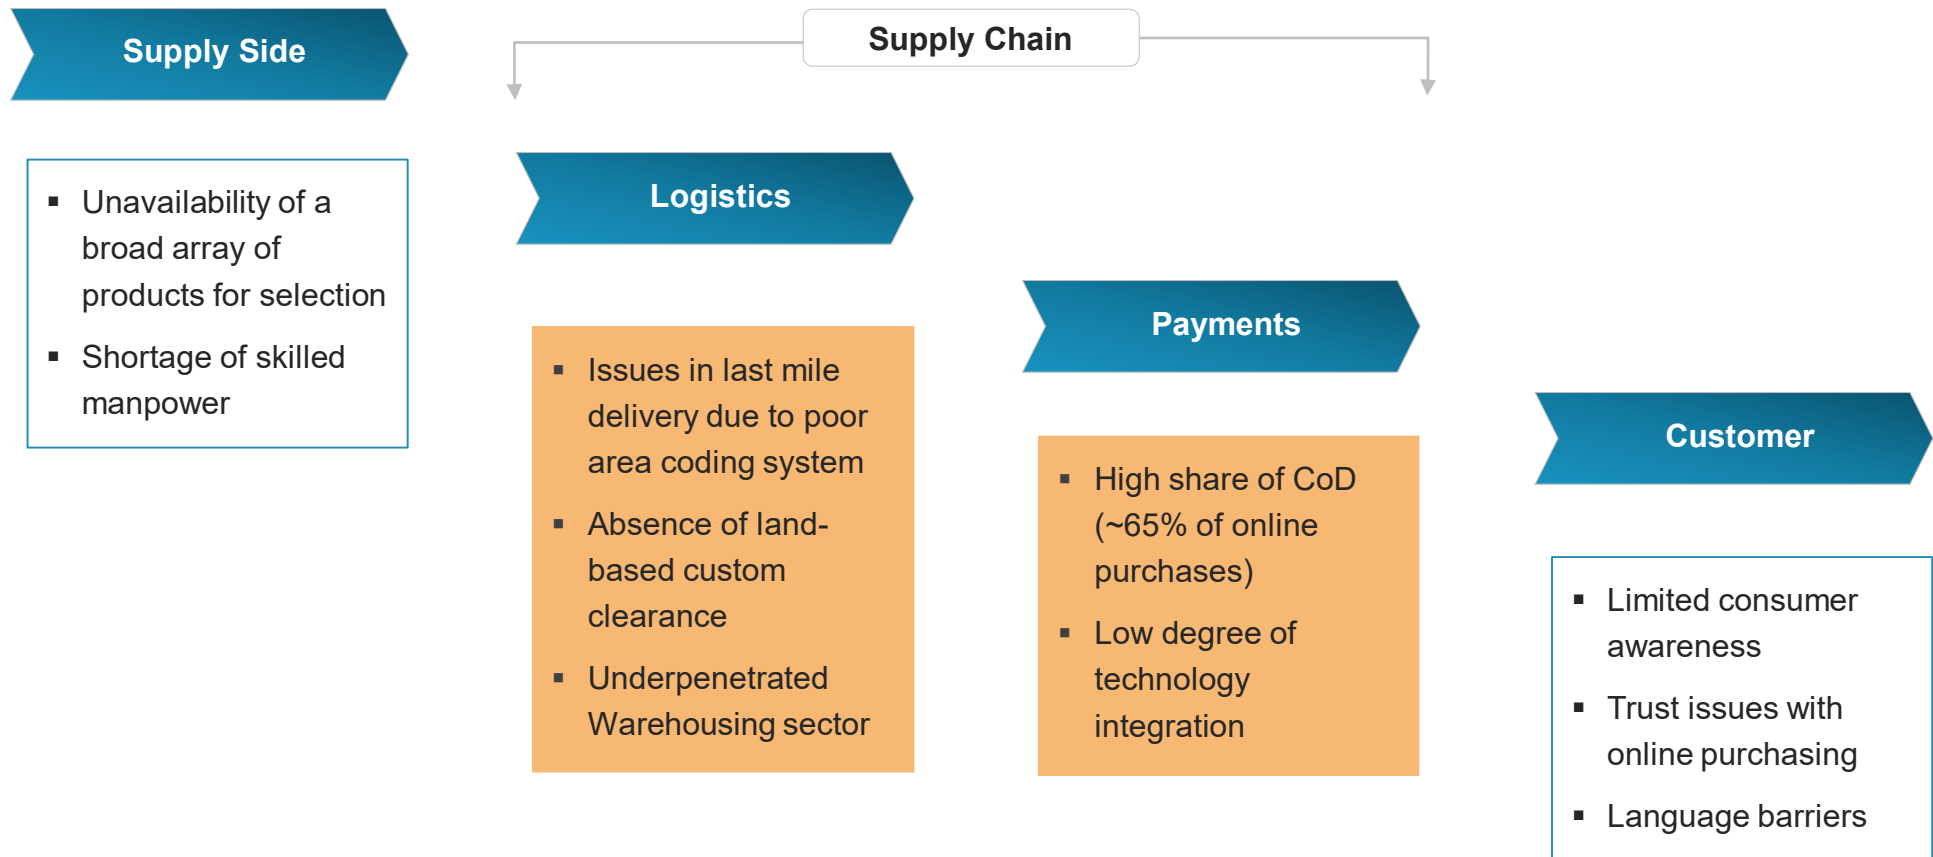 Supply Side
Supply Chain
▪ Unavailability of a
broad array of
products for selection
▪ Shortage of skilled
manpower
Logistics
▪ Issues in last mile
delivery due to poor
area coding system
▪ Absence of land-
based custom
clearance
▪ Underpenetrated
Warehousing sector
Payments
▪ High share of CoD
(~65% of online
purchases)
▪ Low degree of
technology
integration
Customer
▪ Limited consumer
awareness
▪ Trust issues with
online purchasing
▪ Language barriers